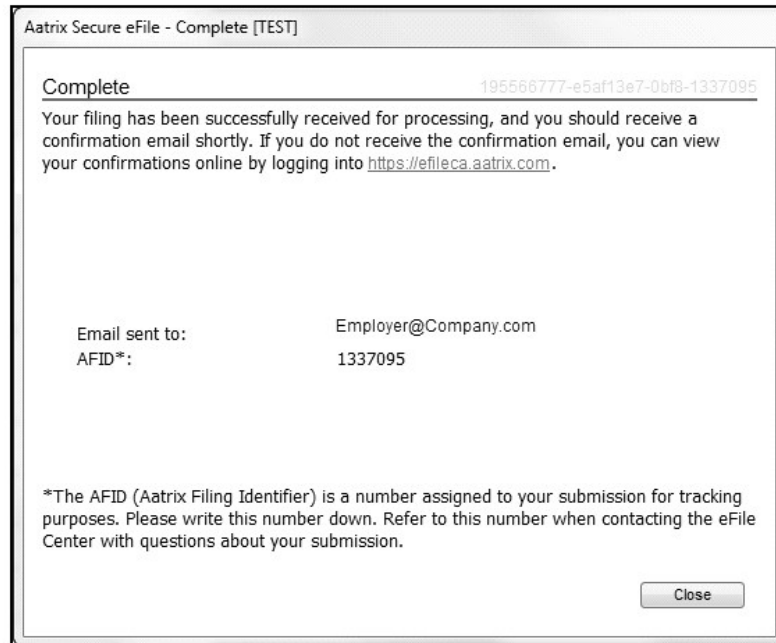 Aatrix Secure eFile - Complete [TEST]
Complete 195566777-e5af13e7-0bf8-1337095
Your filing has been successfully received for processing, and you should receive a
confirmation email shortly. If you do not receive the confirmation email, you can view
your confirmations online by logging into https://efileca.aatrix.com.
Email sent to: Employer@Company.com
AFID*: 1337095
*The AFID (Aatrix Filing Identifier) is a number assigned to your submission for tracking
purposes. Please write this number down. Refer to this number when contacting the eFile
Center with questions about your submission.
Close